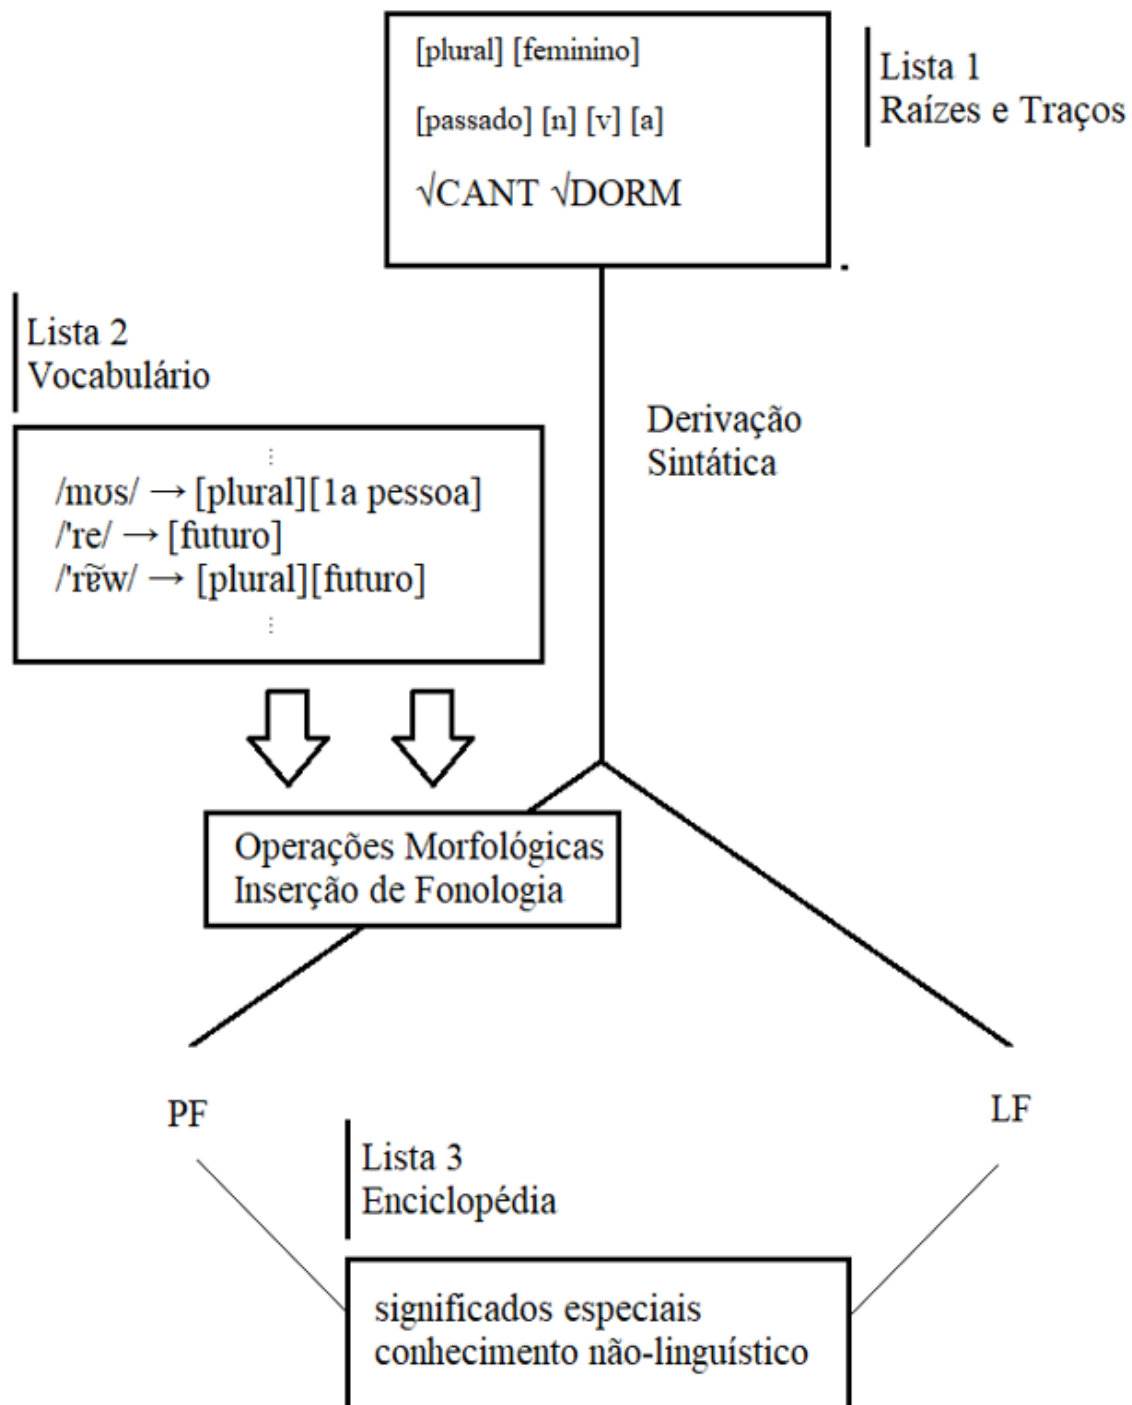 [plural] [feminino]
[passado] [n] [v] [a]
√CANT √DORM
Lista 1
Raízes e Traços
Lista 2
Vocabulário
⁞
/mʊs/ → [plural][1a pessoa]
/'re/ → [futuro]
/'rɐ̃w/ → [plural][futuro]
⁞
Derivação
Sintática
Operações Morfológicas
Inserção de Fonologia
PF
LF
Lista 3
Enciclopédia
significados especiais
conhecimento não-linguístico